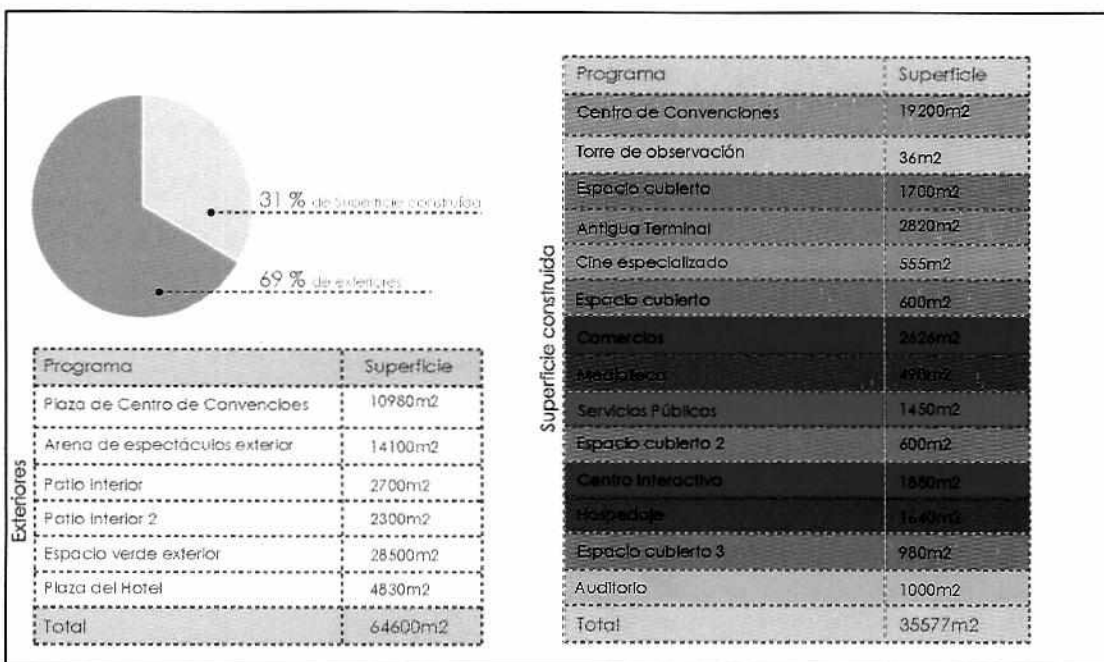 31 % de Superficie construida
69 % de exteriores
Exteriores
Programa Superficie
Plaza de Centro de Convencioes 10980m2
Arena de espectáculos exterior 14100m2
Patio interior 2700m2
Patio interior 2 2300m2
Espacio verde exterior 28500m2
Plaza del Hotel 4830m2
Total 64600m2
Superficie construida
Programa Superficie
Centro de Convenciones 19200m2
Torre de observación 36m2
Espacio cubierto 1700m2
Antigua Terminal 2820m2
Cine especializado 555m2
Espacio cubierto 600m2
Comercios 2626m2
Mediateca 490m2
Servicios Públicos 1450m2
Espacio cubierto 2 600m2
Centro Interactivo 1880m2
Hospedaje 1640m2
Espacio cubierto 3 980m2
Auditorio 1000m2
Total 35577m2